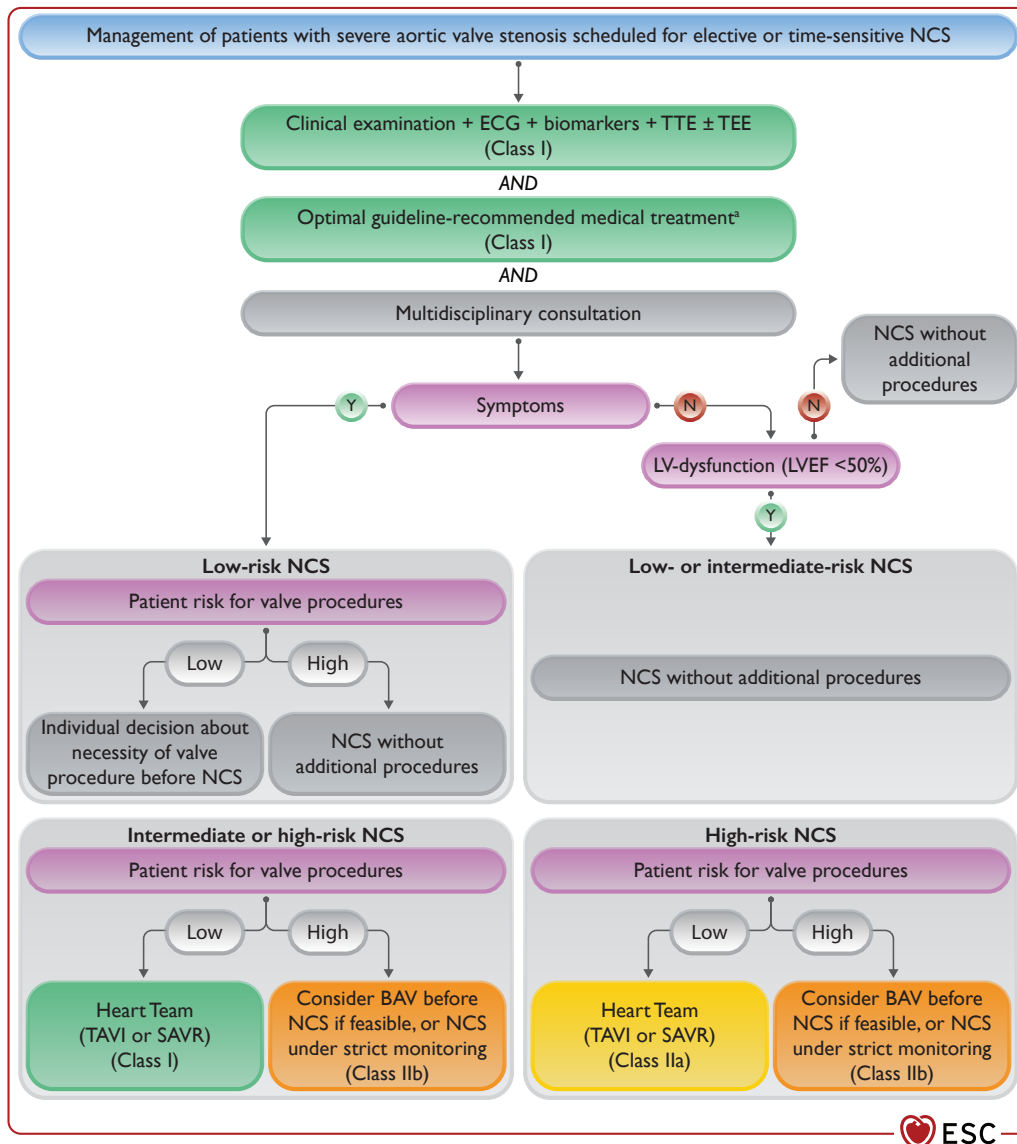 Management of patients with severe aortic valve stenosis scheduled for elective or time-sensitive NCS
Clinical examination + ECG + biomarkers + TTE ± TEE
(Class I)
AND
Optimal guideline-recommended medical treatmentᵃ
(Class I)
AND
Multidisciplinary consultation
NCS without
additional
procedures
Y
Symptoms
N
N
LV-dysfunction (LVEF <50%)
Y
Low-risk NCS
Patient risk for valve procedures
Low
High
Individual decision about
necessity of valve
procedure before NCS
NCS without
additional procedures
Low- or intermediate-risk NCS
NCS without additional procedures
Intermediate or high-risk NCS
Patient risk for valve procedures
Low
High
Heart Team
(TAVI or SAVR)
(Class I)
Consider BAV before
NCS if feasible, or NCS
under strict monitoring
(Class IIb)
High-risk NCS
Patient risk for valve procedures
Low
High
Heart Team
(TAVI or SAVR)
(Class IIa)
Consider BAV before
NCS if feasible, or NCS
under strict monitoring
(Class IIb)
ESC